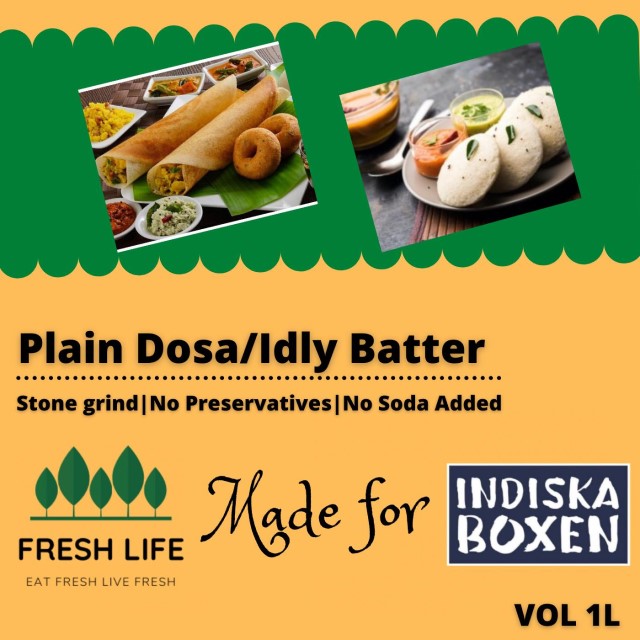 Plain Dosa/Idly Batter
Stone grind|No Preservatives|No Soda Added
Made for
INDISKA
BOXEN
FRESH LIFE
EAT FRESH LIVE FRESH
VOL 1L